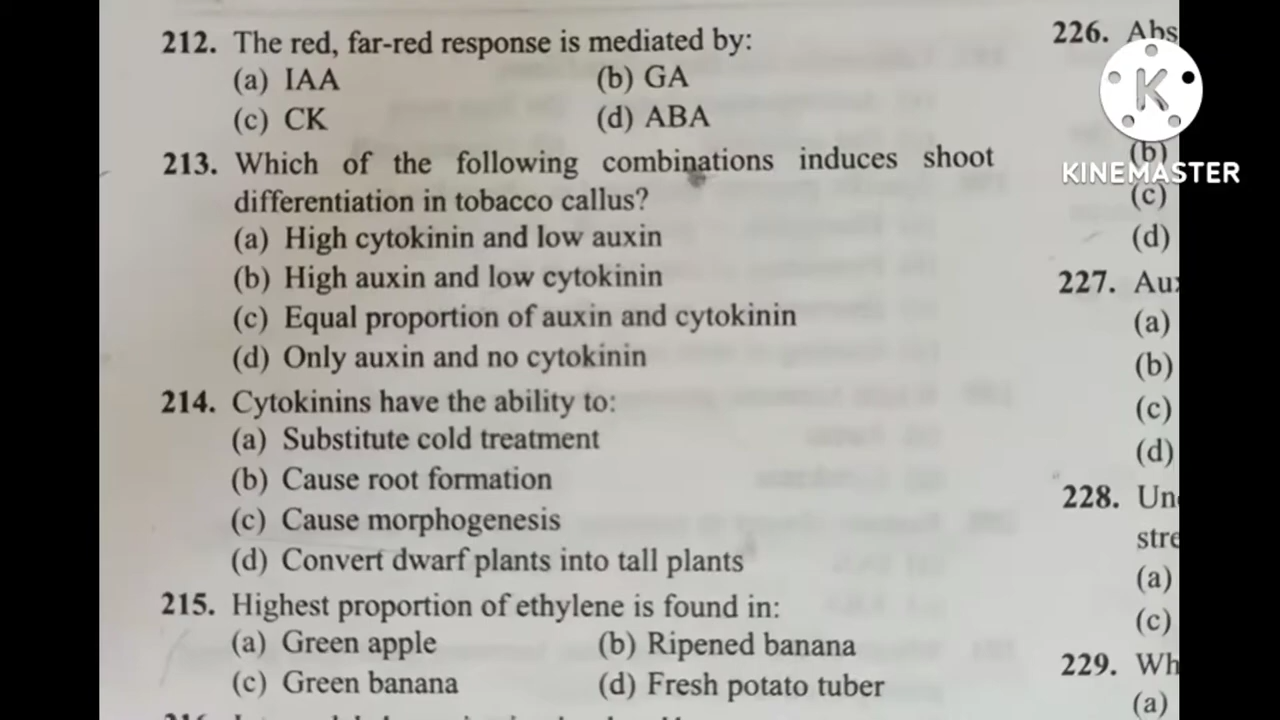 212. The red, far-red response is mediated by:
(a) IAA (b) GA
(c) CK (d) ABA
213. Which of the following combinations induces shoot
differentiation in tobacco callus?
(a) High cytokinin and low auxin
(b) High auxin and low cytokinin
(c) Equal proportion of auxin and cytokinin
(d) Only auxin and no cytokinin
214. Cytokinins have the ability to:
(a) Substitute cold treatment
(b) Cause root formation
(c) Cause morphogenesis
(d) Convert dwarf plants into tall plants
215. Highest proportion of ethylene is found in:
(a) Green apple (b) Ripened banana
(c) Green banana (d) Fresh potato tuber
226. Abs
(b)
(c)
(d)
227.
(a)
(b)
(c)
(d)
228. Un
stre
(a)
(c)
229. Wh
(a)
K
KINEMASTER